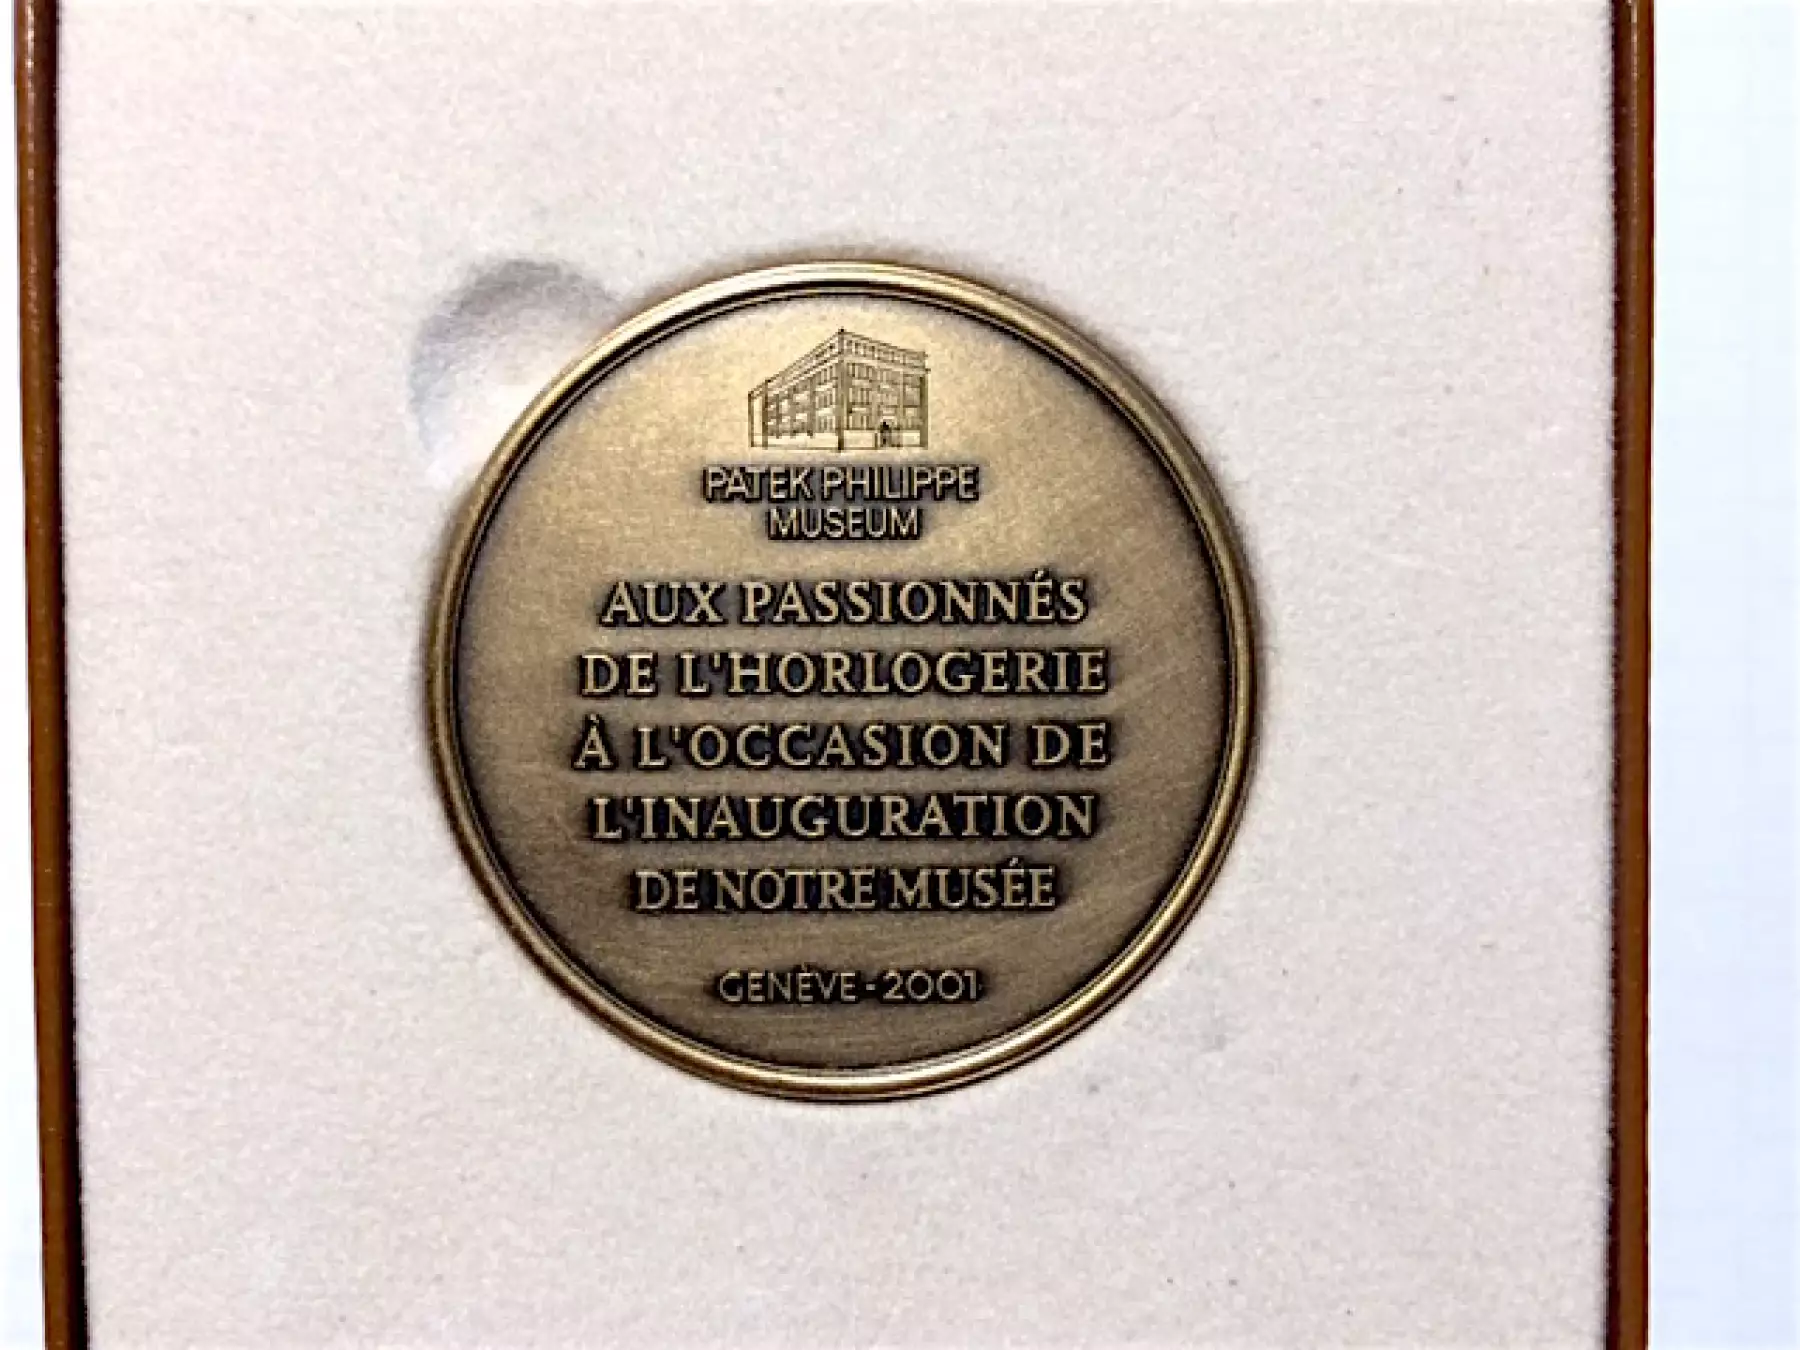 PATEK PHILIPPE
MUSEUM
AUX PASSIONNÉS
DE L'HORLOGERIE
À L'OCCASION DE
L'INAUGURATION
DE NOTRE MUSÉE
GENÈVE - 2001